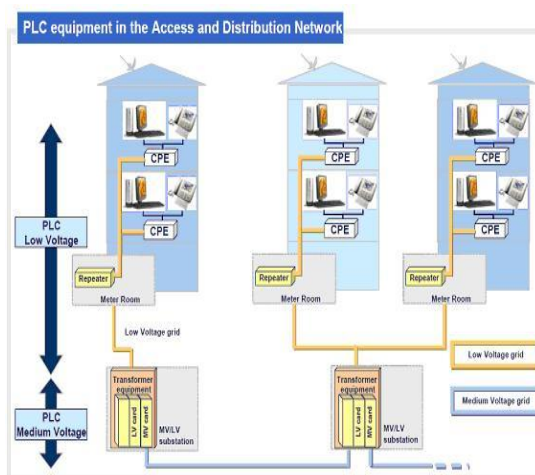 PLC equipment in the Access and Distribution Network
CPE
CPE
CPE
CPE
CPE
CPE
PLC
Low Voltage
Repeater
Meter Room
Repeater
Meter Room
Repeater
Meter Room
Low Voltage grid
Low Voltage grid
Transformer
equipment
LV card
MV card
MV/LV
substation
Transformer
equipment
LV card
MV card
MV/LV
substation
Medium Voltage grid
PLC
Medium Voltage